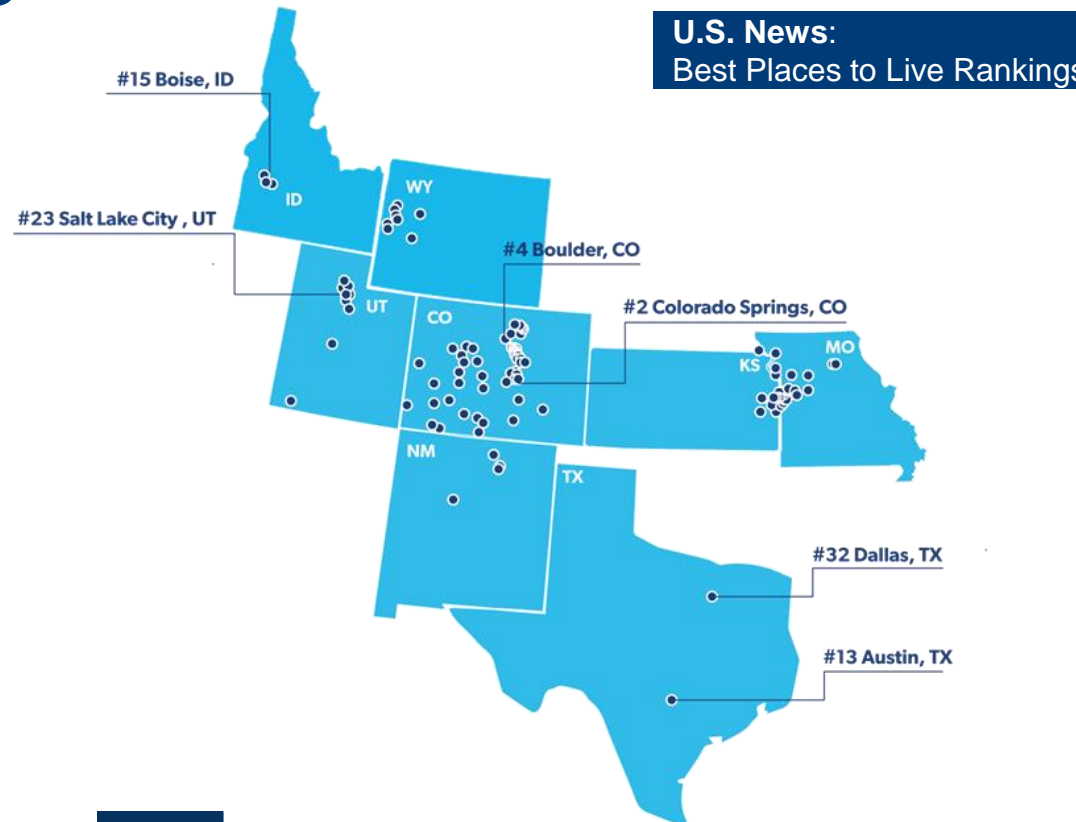 U.S. News:
Best Places to Live Rankings
#15 Boise, ID
WY
ID
#23 Salt Lake City , UT
#4 Boulder, CO
UT
CO
#2 Colorado Springs, CO
KS
MO
NM
TX
#32 Dallas, TX
#13 Austin, TX